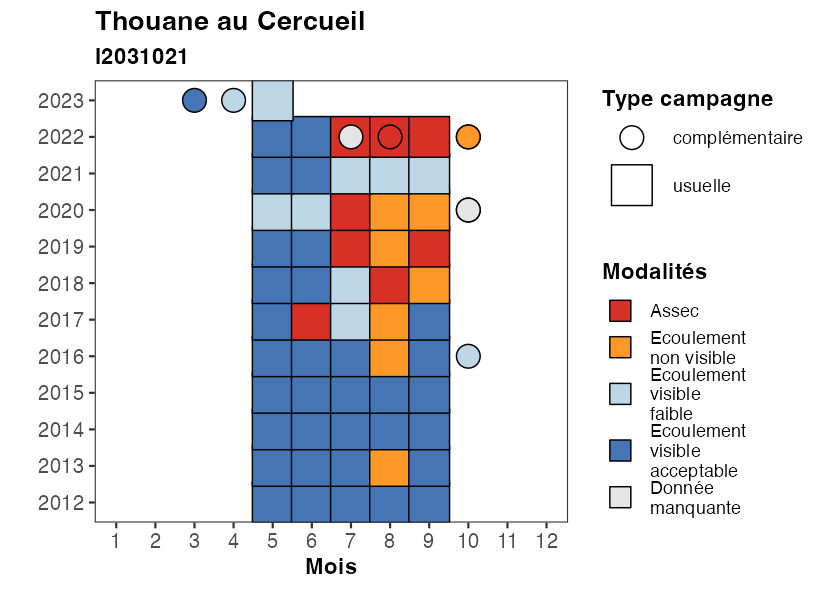 Thouane au Cercueil
I2031021
2023
2022
2021
2020
2019
2018
2017
2016
2015
2014
2013
2012
1 2 3 4 5 6 7 8 9 10 11 12
Mois
Type campagne
complémentaire
usuelle
Modalités
Assec
Ecoulement
non visible
Ecoulement
visible
faible
Ecoulement
visible
acceptable
Donnée
manquante